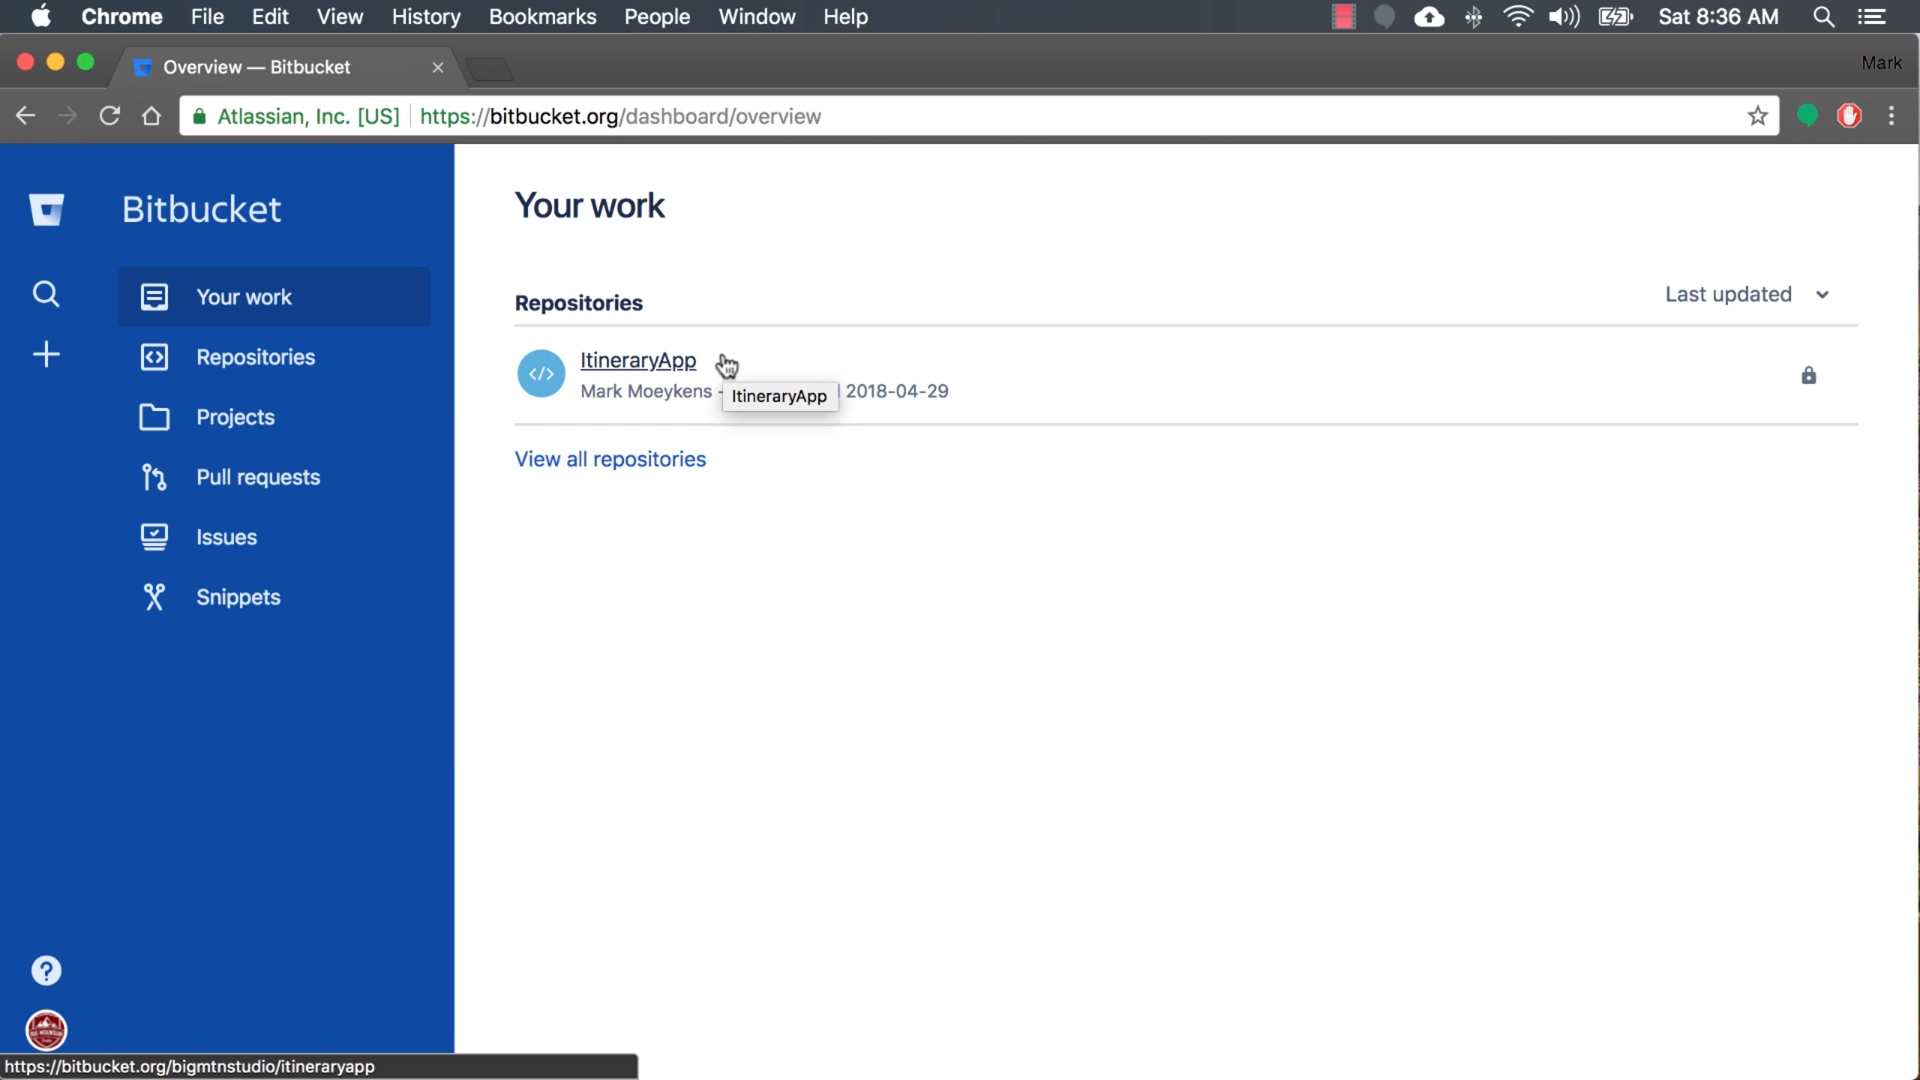 Chrome File Edit View History Bookmarks People Window Help Sat 8:36 AM
Overview — Bitbucket Mark
Atlassian, Inc. [US] https://bitbucket.org/dashboard/overview
Bitbucket
Your work
Repositories
Projects
Pull requests
Issues
Snippets
Your work
Repositories
Last updated
ItineraryApp
Mark Moeykens - 2018-04-29
ItineraryApp
View all repositories
https://bitbucket.org/bigmtnstudio/itineraryapp